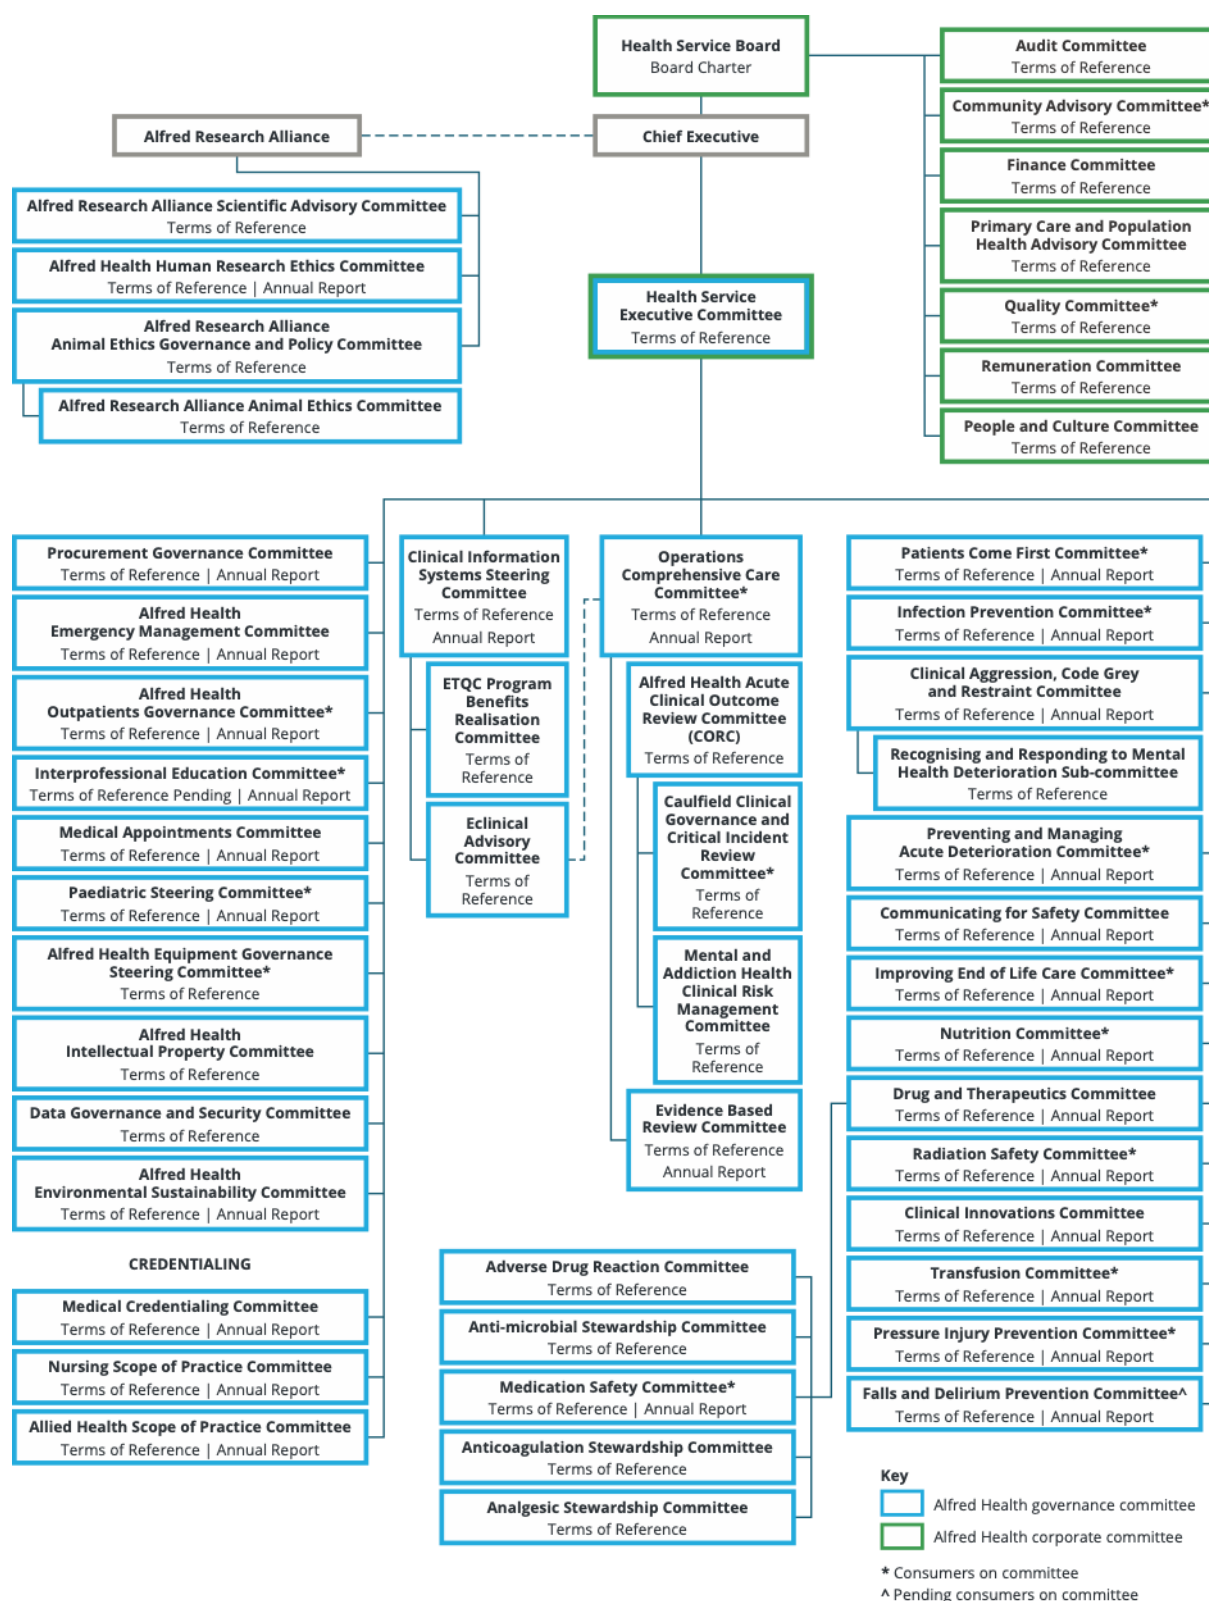 Health Service Board
Board Charter
Audit Committee
Terms of Reference
Community Advisory Committee*
Terms of Reference
Finance Committee
Terms of Reference
Primary Care and Population
Health Advisory Committee
Terms of Reference
Quality Committee*
Terms of Reference
Remuneration Committee
Terms of Reference
People and Culture Committee
Terms of Reference
Alfred Research Alliance
Chief Executive
Alfred Research Alliance Scientific Advisory Committee
Terms of Reference
Alfred Health Human Research Ethics Committee
Terms of Reference | Annual Report
Alfred Research Alliance
Animal Ethics Governance and Policy Committee
Terms of Reference
Alfred Research Alliance Animal Ethics Committee
Terms of Reference
Health Service
Executive Committee
Terms of Reference
Procurement Governance Committee
Terms of Reference | Annual Report
Alfred Health
Emergency Management Committee
Terms of Reference | Annual Report
Alfred Health
Outpatients Governance Committee*
Terms of Reference | Annual Report
Interprofessional Education Committee*
Terms of Reference Pending | Annual Report
Medical Appointments Committee
Terms of Reference | Annual Report
Paediatric Steering Committee*
Terms of Reference | Annual Report
Alfred Health Equipment Governance
Steering Committee*
Terms of Reference
Alfred Health
Intellectual Property Committee
Terms of Reference
Data Governance and Security Committee
Terms of Reference
Alfred Health
Environmental Sustainability Committee
Terms of Reference | Annual Report
CREDENTIALING
Medical Credentialing Committee
Terms of Reference | Annual Report
Nursing Scope of Practice Committee
Terms of Reference | Annual Report
Allied Health Scope of Practice Committee
Terms of Reference | Annual Report
Clinical Information
Systems Steering
Committee
Terms of Reference
Annual Report
ETQC Program
Benefits
Realisation
Committee
Terms of
Reference
Eclinical
Advisory
Committee
Terms of
Reference
Operations
Comprehensive Care
Committee*
Terms of Reference
Annual Report
Alfred Health Acute
Clinical Outcome
Review Committee
(CORC)
Terms of Reference
Caulfield Clinical
Governance and
Critical Incident
Review
Committee*
Terms of
Reference
Mental and
Addiction Health
Clinical Risk
Management
Committee
Terms of
Reference
Evidence Based
Review Committee
Terms of Reference
Annual Report
Adverse Drug Reaction Committee
Terms of Reference
Anti-microbial Stewardship Committee
Terms of Reference
Medication Safety Committee*
Terms of Reference | Annual Report
Anticoagulation Stewardship Committee
Terms of Reference
Analgesic Stewardship Committee
Terms of Reference
Patients Come First Committee*
Terms of Reference | Annual Report
Infection Prevention Committee*
Terms of Reference | Annual Report
Clinical Aggression, Code Grey
and Restraint Committee
Terms of Reference | Annual Report
Recognising and Responding to Mental
Health Deterioration Sub-committee
Terms of Reference
Preventing and Managing
Acute Deterioration Committee*
Terms of Reference | Annual Report
Communicating for Safety Committee
Terms of Reference | Annual Report
Improving End of Life Care Committee*
Terms of Reference | Annual Report
Nutrition Committee*
Terms of Reference | Annual Report
Drug and Therapeutics Committee
Terms of Reference | Annual Report
Radiation Safety Committee*
Terms of Reference | Annual Report
Clinical Innovations Committee
Terms of Reference | Annual Report
Transfusion Committee*
Terms of Reference | Annual Report
Pressure Injury Prevention Committee*
Terms of Reference | Annual Report
Falls and Delirium Prevention Committee^
Terms of Reference | Annual Report
Key
Alfred Health governance committee
Alfred Health corporate committee
* Consumers on committee
^ Pending consumers on committee